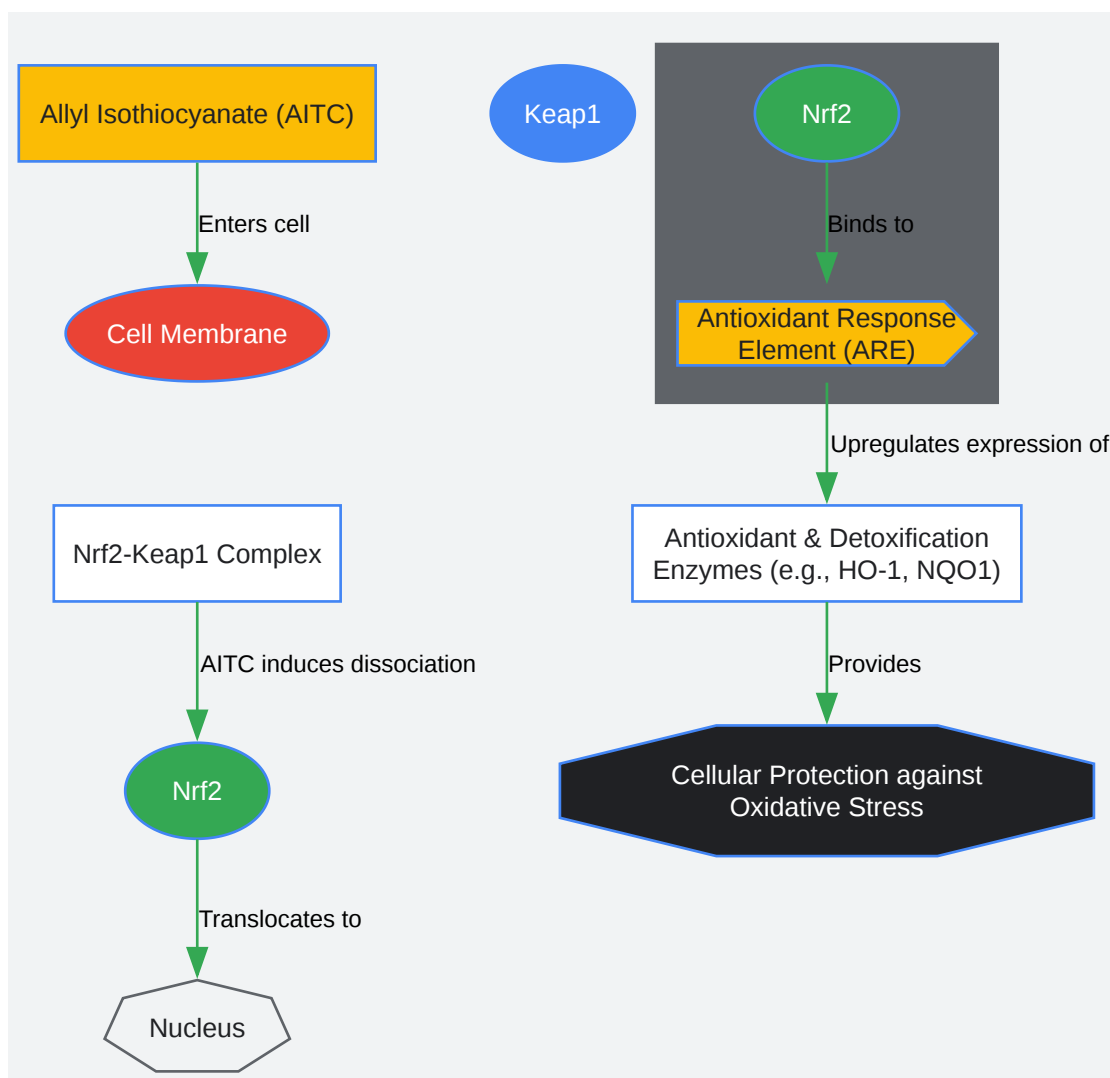 Allyl Isothiocyanate (AITC)
Enters cell
Cell Membrane
Nrf2-Keap1 Complex
AITC induces dissociation
Nrf2
Translocates to
Nucleus
Keap1
Nrf2
Binds to
Antioxidant Response
Element (ARE)
Upregulates expression of
Antioxidant & Detoxification
Enzymes (e.g., HO-1, NQO1)
Provides
Cellular Protection against
Oxidative Stress